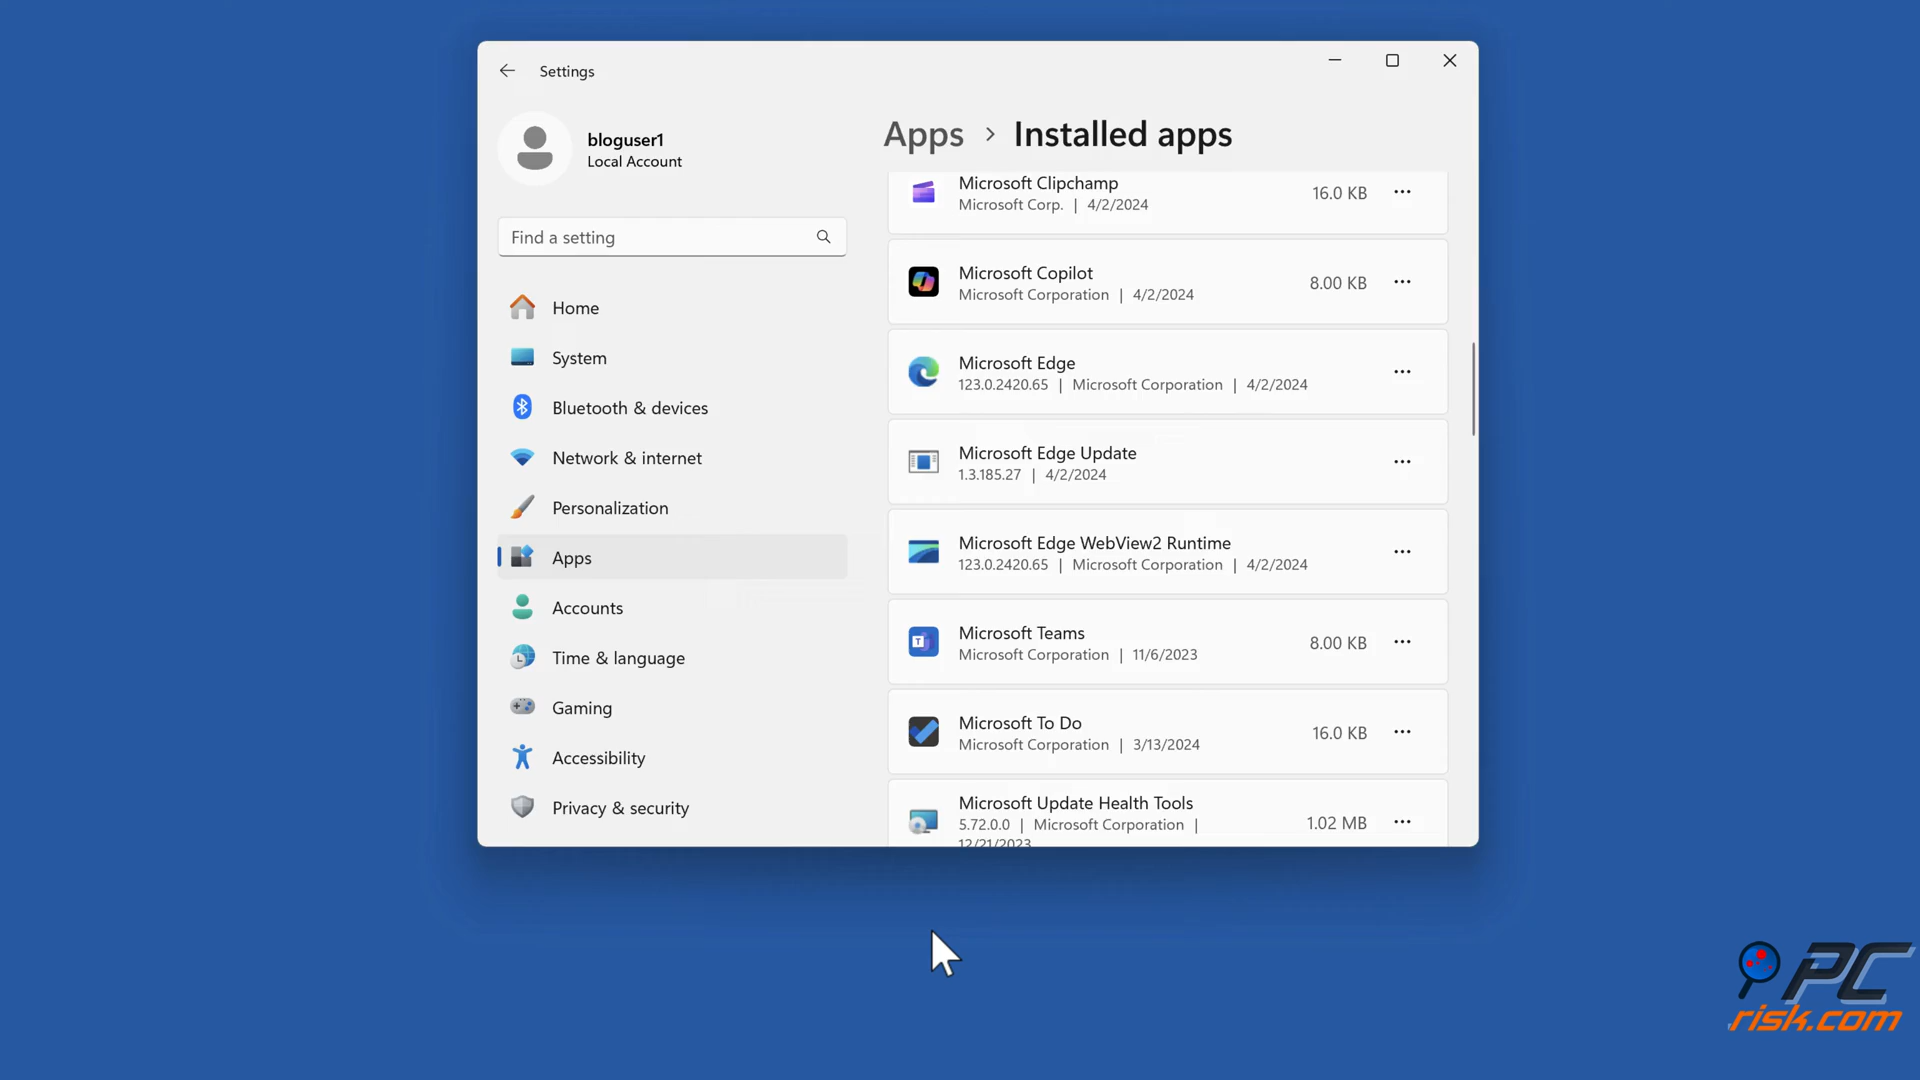 Settings
bloguser1
Local Account
Find a setting
Home
System
Bluetooth & devices
Network & internet
Personalization
Apps
Accounts
Time & language
Gaming
Accessibility
Privacy & security
Apps > Installed apps
Microsoft Clipchamp
Microsoft Corp. | 4/2/2024
16.0 KB
Microsoft Copilot
Microsoft Corporation | 4/2/2024
8.00 KB
Microsoft Edge
123.0.2420.65 | Microsoft Corporation | 4/2/2024
Microsoft Edge Update
1.3.185.27 | 4/2/2024
Microsoft Edge WebView2 Runtime
123.0.2420.65 | Microsoft Corporation | 4/2/2024
Microsoft Teams
Microsoft Corporation | 11/6/2023
8.00 KB
Microsoft To Do
Microsoft Corporation | 3/13/2024
16.0 KB
Microsoft Update Health Tools
5.72.0.0 | Microsoft Corporation |
12/21/2023
1.02 MB
PC
risk.com